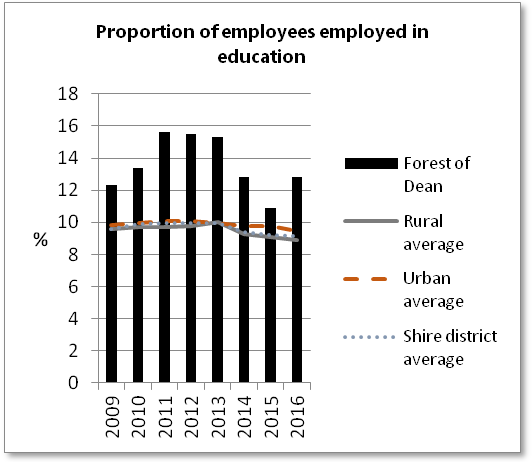 Proportion of employees employed in
education
18
16
14
12
10
8
6
4
2
0
%
2009
2010
2011
2012
2013
2014
2015
2016
Forest of
Dean
Rural
average
Urban
average
Shire district
average